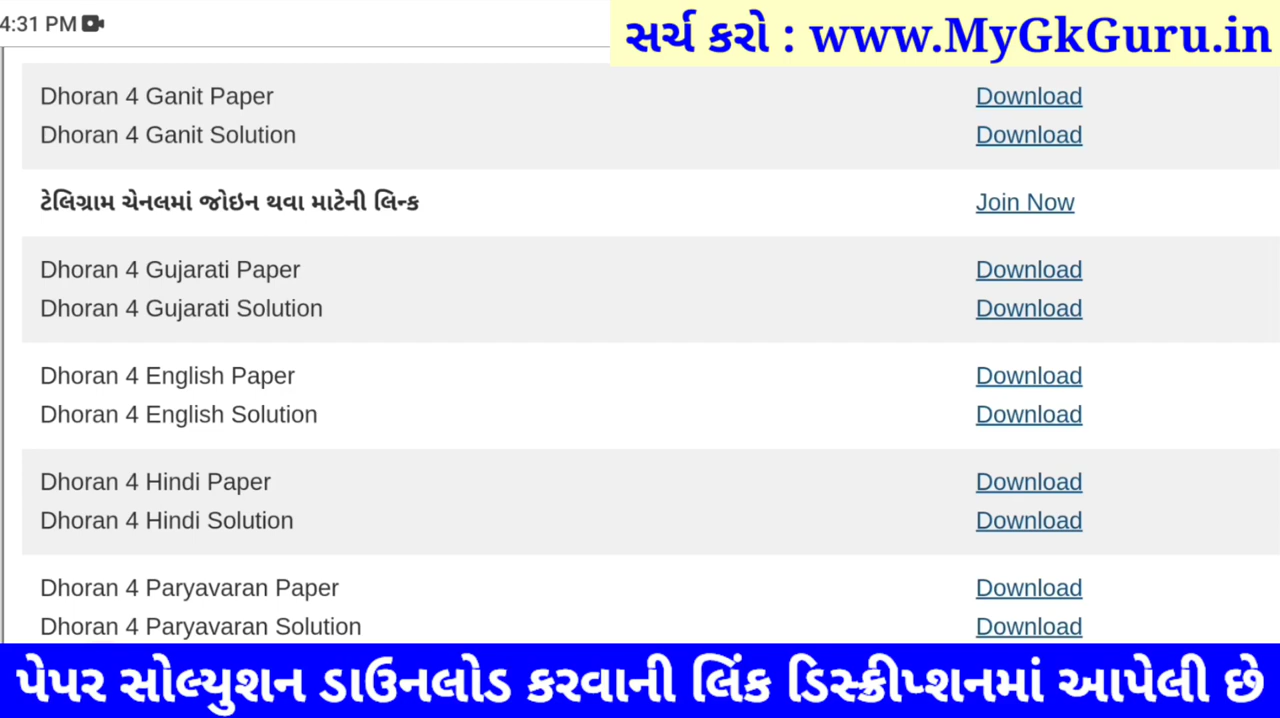 4:31 PM
સર્ચ કરો : www.MyGkGuru.in
Dhoran 4 Ganit Paper Download
Dhoran 4 Ganit Solution Download
ટેલિગ્રામ ચેનલમાં જોઇન થવા માટેની લિન્ક Join Now
Dhoran 4 Gujarati Paper Download
Dhoran 4 Gujarati Solution Download
Dhoran 4 English Paper Download
Dhoran 4 English Solution Download
Dhoran 4 Hindi Paper Download
Dhoran 4 Hindi Solution Download
Dhoran 4 Paryavaran Paper Download
Dhoran 4 Paryavaran Solution Download
પેપર સોલ્યુશન ડાઉનલોડ કરવાની લિંક ડિસ્ક્રીપ્શનમાં આપેલી છે